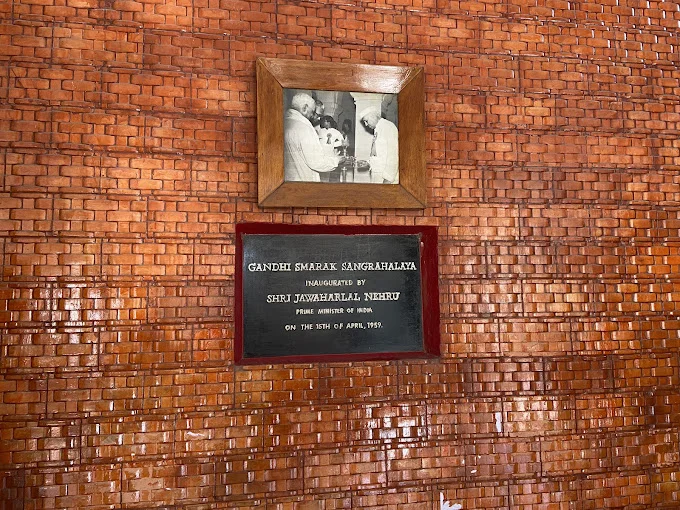 GANDHI SMARAK SANGRAHALAYA
INAUGURATED BY
SHRI JAWAHARLAL NEHRU
PRIME MINISTER OF INDIA
ON THE 15TH OF APRIL, 1959.